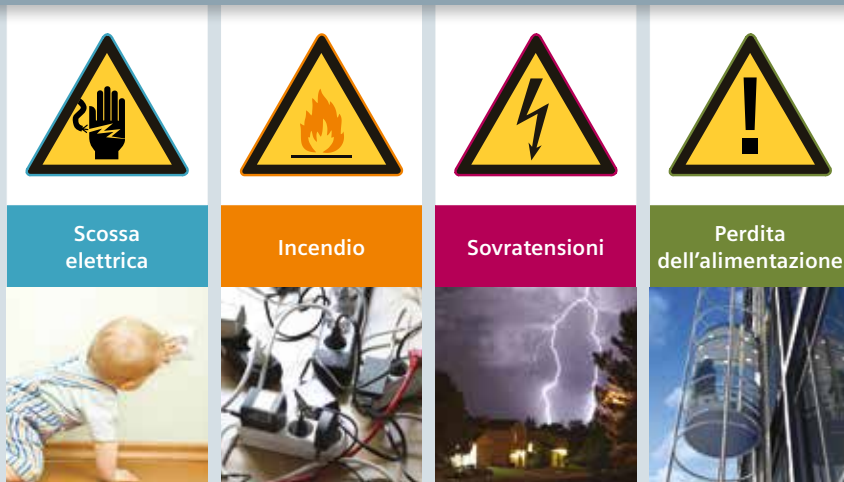 Scossa
elettrica
Incendio
Sovratensioni
Perdita
dell’alimentazione